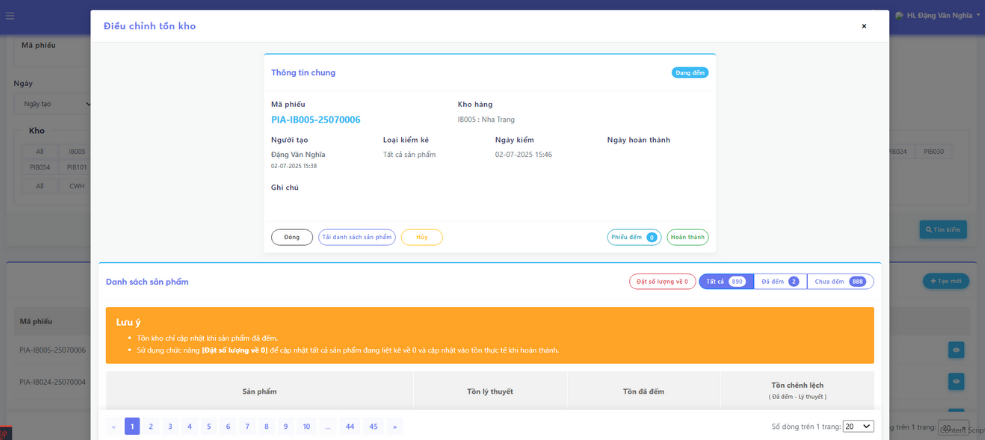 Điều chỉnh tồn kho
×
Hi, Đặng Văn Nghĩa
Mã phiếu
Ngày
Ngày tạo
Kho
All IB005
PIB054 PIB101
All CWH
IB034 PIB030
Tìm kiếm
+ Tạo mới
Mã phiếu
PIA-IB005-25070006
PIA-IB024-25070004
Thông tin chung
Đang đếm
Mã phiếu
Kho hàng
PIA-IB005-25070006
IB005 : Nha Trang
Người tạo
Loại kiểm kê
Ngày kiểm
Ngày hoàn thành
Đặng Văn Nghĩa
Tất cả sản phẩm
02-07-2025 15:46
02-07-2025 15:38
Ghi chú
Đóng
Tải danh sách sản phẩm
Hủy
Phiếu đếm 0
Hoàn thành
Danh sách sản phẩm
Đặt số lượng về 0
Tất cả 890
Đã đếm 2
Chưa đếm 888
Lưu ý
• Tồn kho chỉ cập nhật khi sản phẩm đã đếm.
• Sử dụng chức năng [Đặt số lượng về 0] để cập nhật tất cả sản phẩm đang liệt kê về 0 và cập nhật vào tồn thực tế khi hoàn thành.
Sản phẩm
Tồn lý thuyết
Tồn đã đếm
Tồn chênh lệch
( Đã đếm - Lý thuyết )
« 1 2 3 4 5 6 7 8 9 10 ... 44 45 »
Số dòng trên 1 trang: 20
g trên 1 trang: 20
Content Scrip